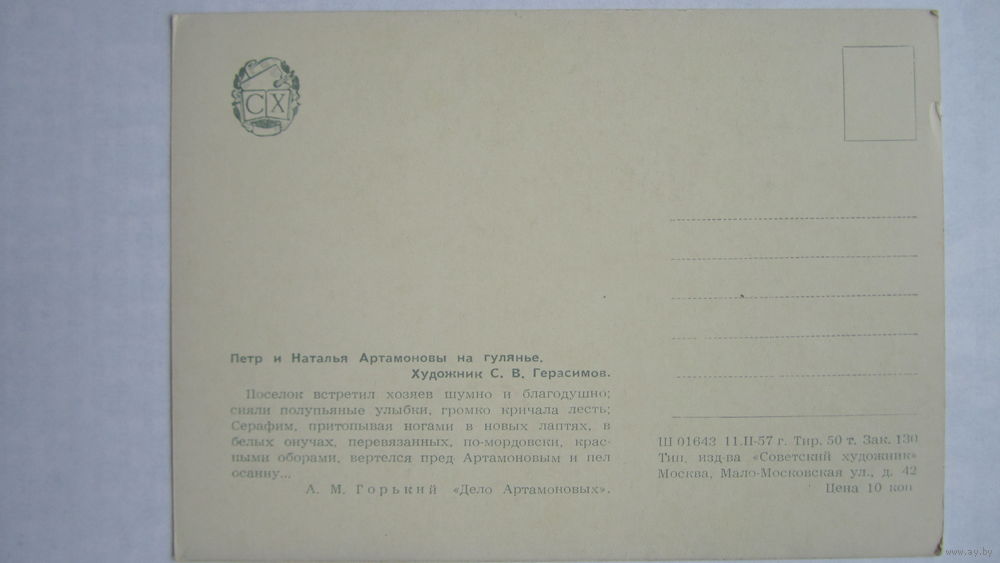 СХ
Петр и Наталья Артамоновы на гулянье.
Художник С. В. Герасимов.
Поселок встретил хозяев шумно и благодушно;
сияли полупьяные улыбки, громко кричала лесть;
Серафим, притопывая ногами в новых лаптях, в
белых онучах, перевязанных, по-мордовски, крас-
ными оборами, вертелся пред Артамоновым и пел
осанну...
А. М. Горький «Дело Артамоновых».
Ш 01643 11.II-57 г. Тир. 50 т. Зак. 130
Тип. изд-ва «Советский художник»
Москва, Мало-Московская ул., д. 42
Цена 10 коп
www.ay.by